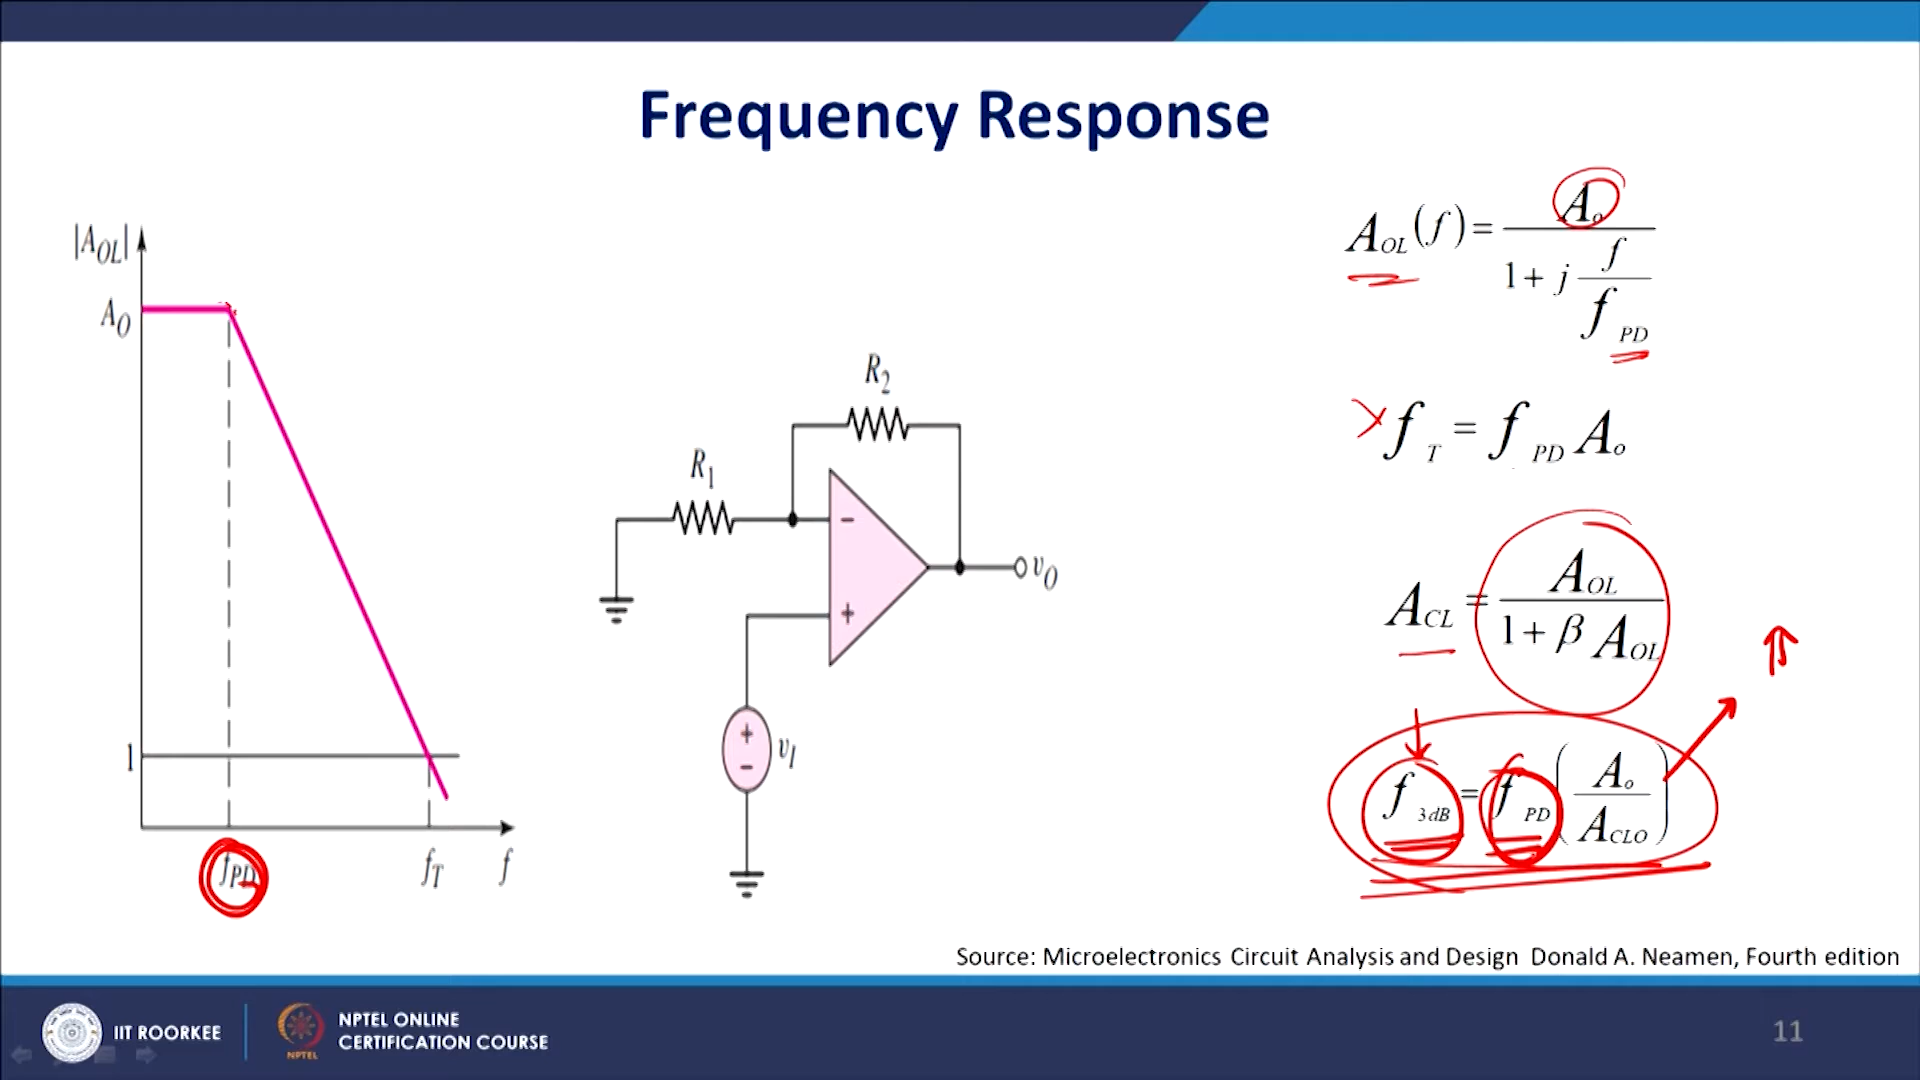 Frequency Response
|A_OL|
A_O
1
f_PD
f_T
f
R_1
R_2
−
+
+
−
v_I
v_O
A_OL(f) = A_o / (1 + j f / f_PD)
f_T = f_PD A_o
A_CL = A_OL / (1 + β A_OL)
f_3dB = f_PD (A_o / A_CLO)
Source: Microelectronics Circuit Analysis and Design Donald A. Neamen, Fourth edition
IIT ROORKEE
NPTEL
NPTEL ONLINE
CERTIFICATION COURSE
11